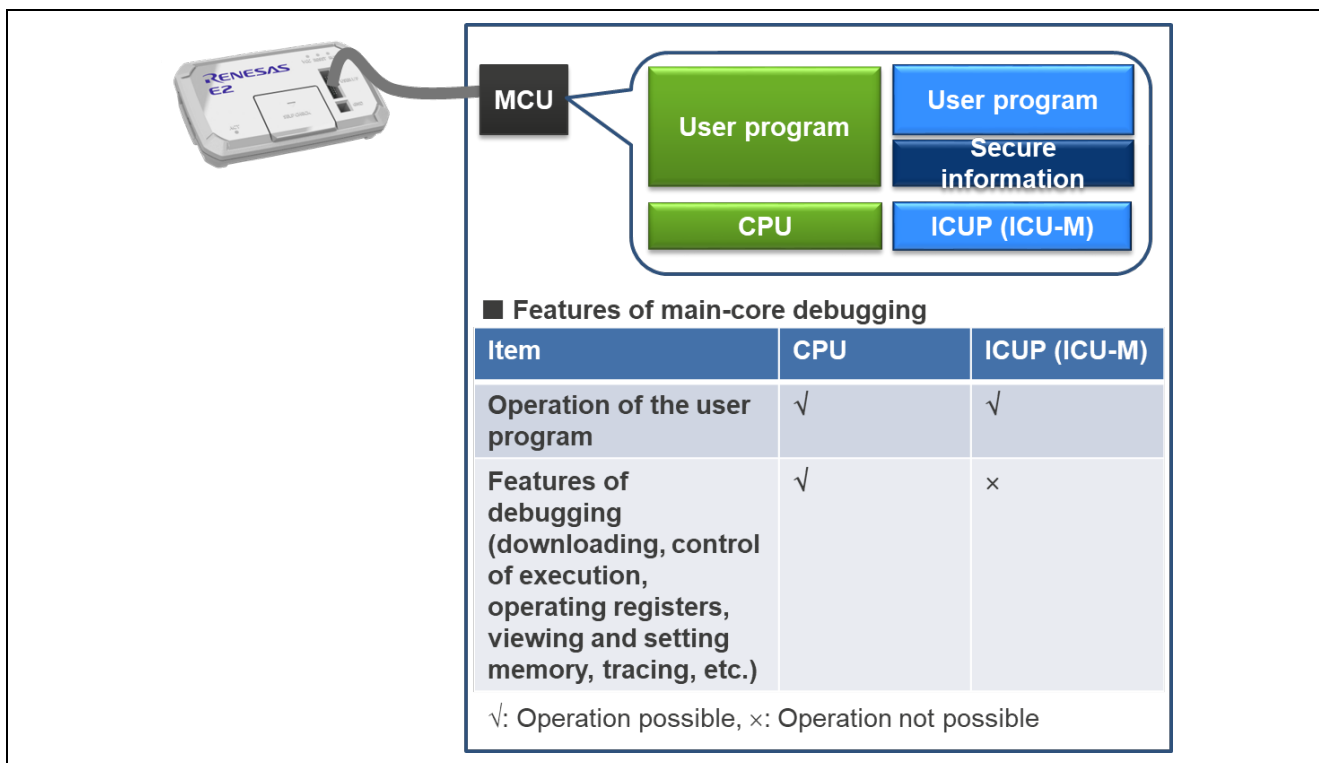 RENESAS
E2
ACT
MCU
User program
User program
Secure
information
CPU
ICUP (ICU-M)
■ Features of main-core debugging
Item
CPU
ICUP (ICU-M)
Operation of the user
program
√
√
Features of
debugging
(downloading, control
of execution,
operating registers,
viewing and setting
memory, tracing, etc.)
√
×
√: Operation possible, ×: Operation not possible